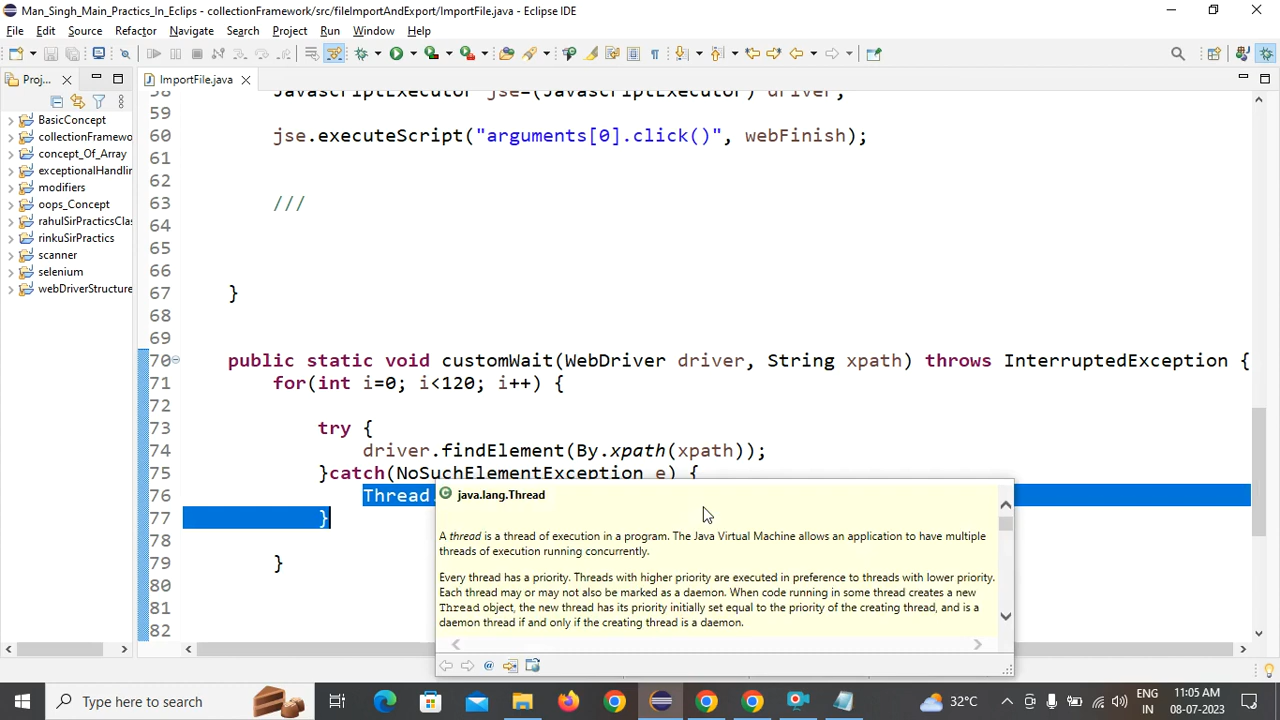 Man_Singh_Main_Practics_In_Eclips - collectionFramework/src/fileImportAndExport/ImportFile.java - Eclipse IDE
File Edit Source Refactor Navigate Search Project Run Window Help
Proj...
ImportFile.java
BasicConcept
collectionFramewo
concept_Of_Array
exceptionalHandlin
modifiers
oops_Concept
rahulSirPracticsClas
rinkuSirPractics
scanner
selenium
webDriverStructure
58 JavascriptExecutor jse=(JavascriptExecutor) driver;
59
60 jse.executeScript("arguments[0].click()", webFinish);
61
62
63 ///
64
65
66
67 }
68
69
70 public static void customWait(WebDriver driver, String xpath) throws InterruptedException {
71 for(int i=0; i<120; i++) {
72
73 try {
74 driver.findElement(By.xpath(xpath));
75 }catch(NoSuchElementException e) {
76 Thread.
77 }
78
79 }
80
81
82
java.lang.Thread
A thread is a thread of execution in a program. The Java Virtual Machine allows an application to have multiple
threads of execution running concurrently.
Every thread has a priority. Threads with higher priority are executed in preference to threads with lower priority.
Each thread may or may not also be marked as a daemon. When code running in some thread creates a new
Thread object, the new thread has its priority initially set equal to the priority of the creating thread, and is a
daemon thread if and only if the creating thread is a daemon.
Type here to search
32°C
ENG
IN
11:05 AM
08-07-2023